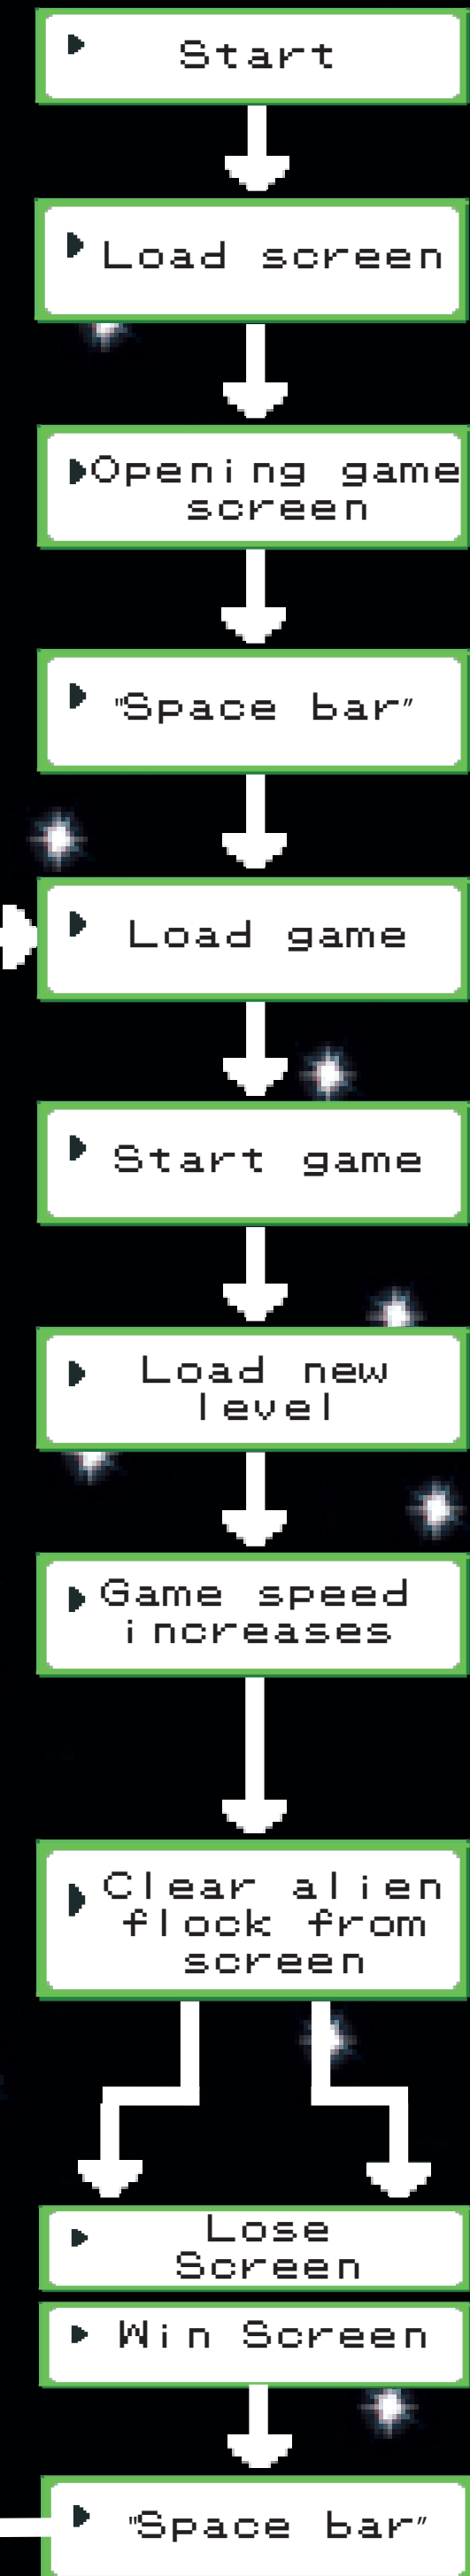 Start
Load screen
Opening game
screen
"Space bar"
Load game
Start game
Load new
level
Game speed
increases
Clear alien
flock from
screen
Lose
Screen
Win Screen
"Space bar"